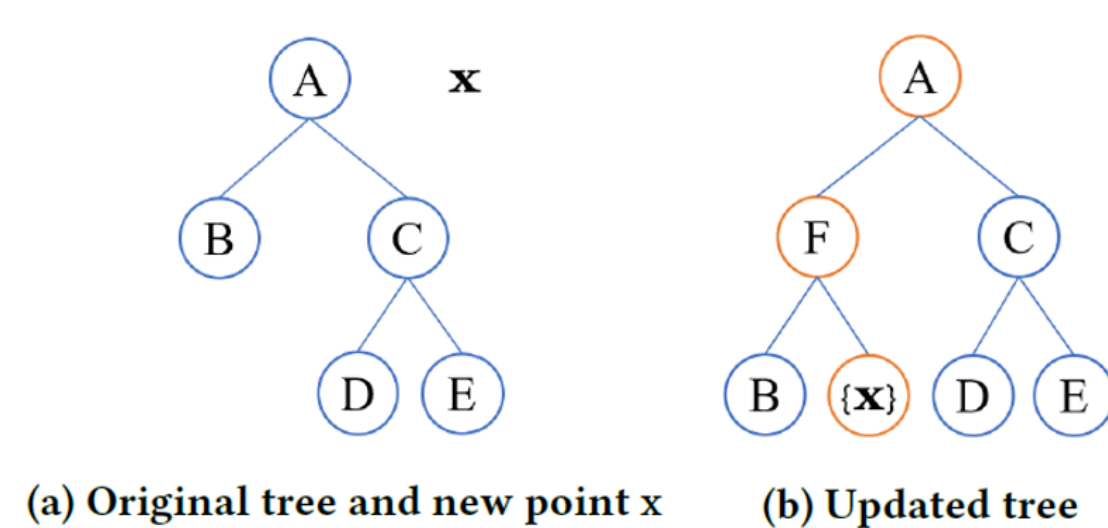 A x A
B C F C
D E B {x} D E
(a) Original tree and new point x (b) Updated tree